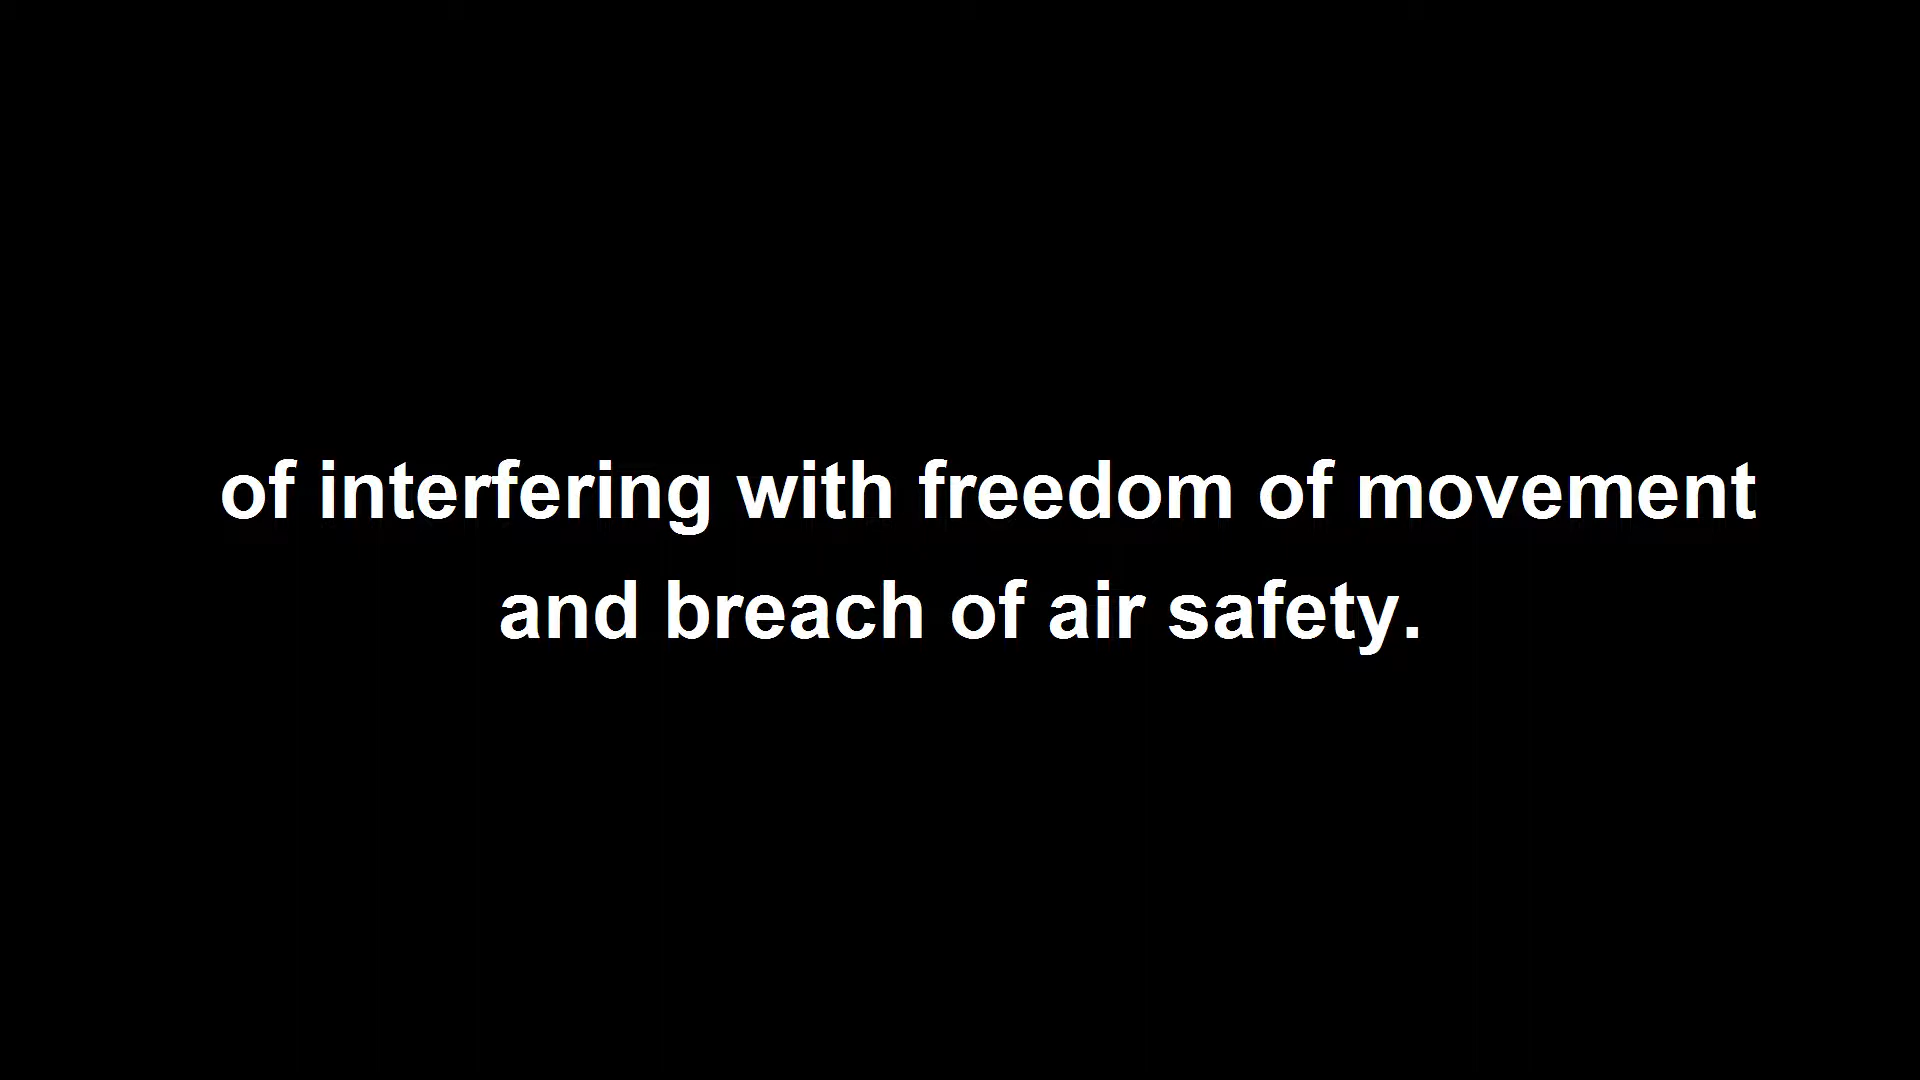 of interfering with freedom of movement
and breach of air safety.